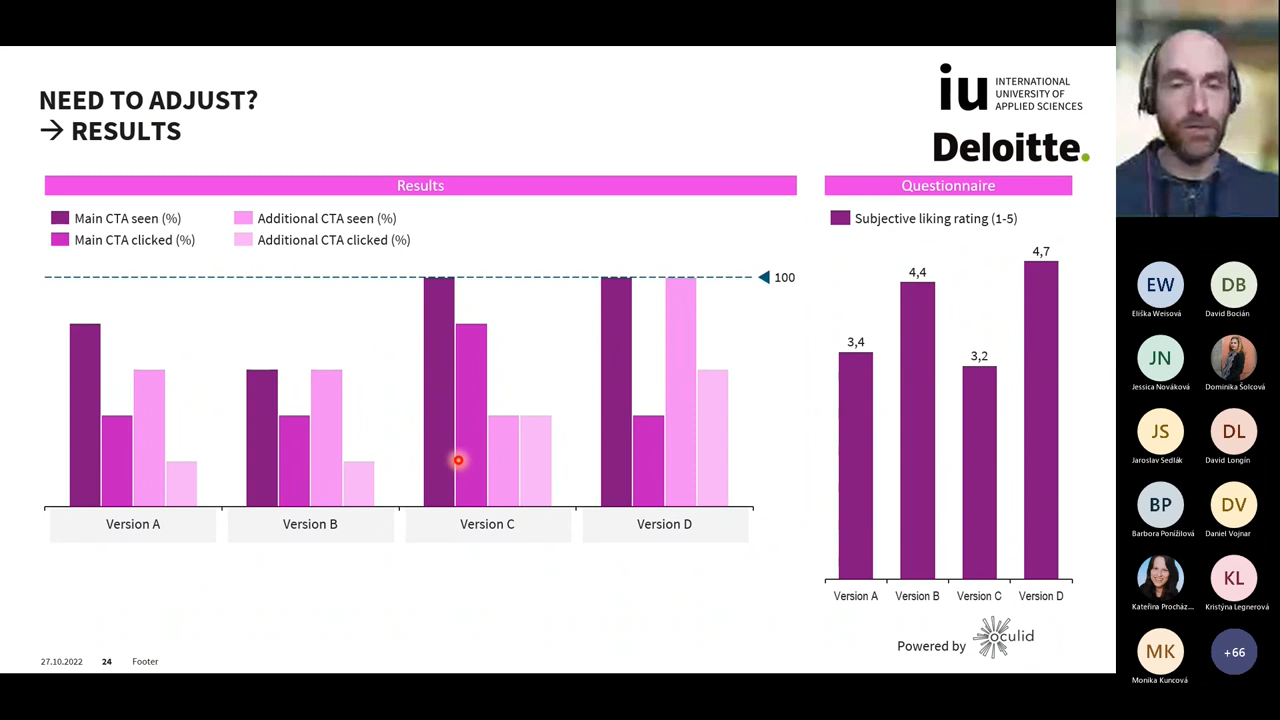 NEED TO ADJUST?
→ RESULTS
iu INTERNATIONAL
UNIVERSITY OF
APPLIED SCIENCES
Deloitte.
Results
Main CTA seen (%)
Additional CTA seen (%)
Main CTA clicked (%)
Additional CTA clicked (%)
100
Version A
Version B
Version C
Version D
Questionnaire
Subjective liking rating (1-5)
3,4
4,4
3,2
4,7
Version A
Version B
Version C
Version D
Powered by oculid
27.10.2022 24 Footer
EW
Eliška Weisová
DB
David Bocián
JN
Jessica Nováková
Dominika Šolcová
JS
Jaroslav Sedlák
DL
David Longín
BP
Barbora Ponížilová
DV
Daniel Vojnar
Kateřina Procház...
KL
Kristýna Legnerová
MK
Monika Kuncová
+66